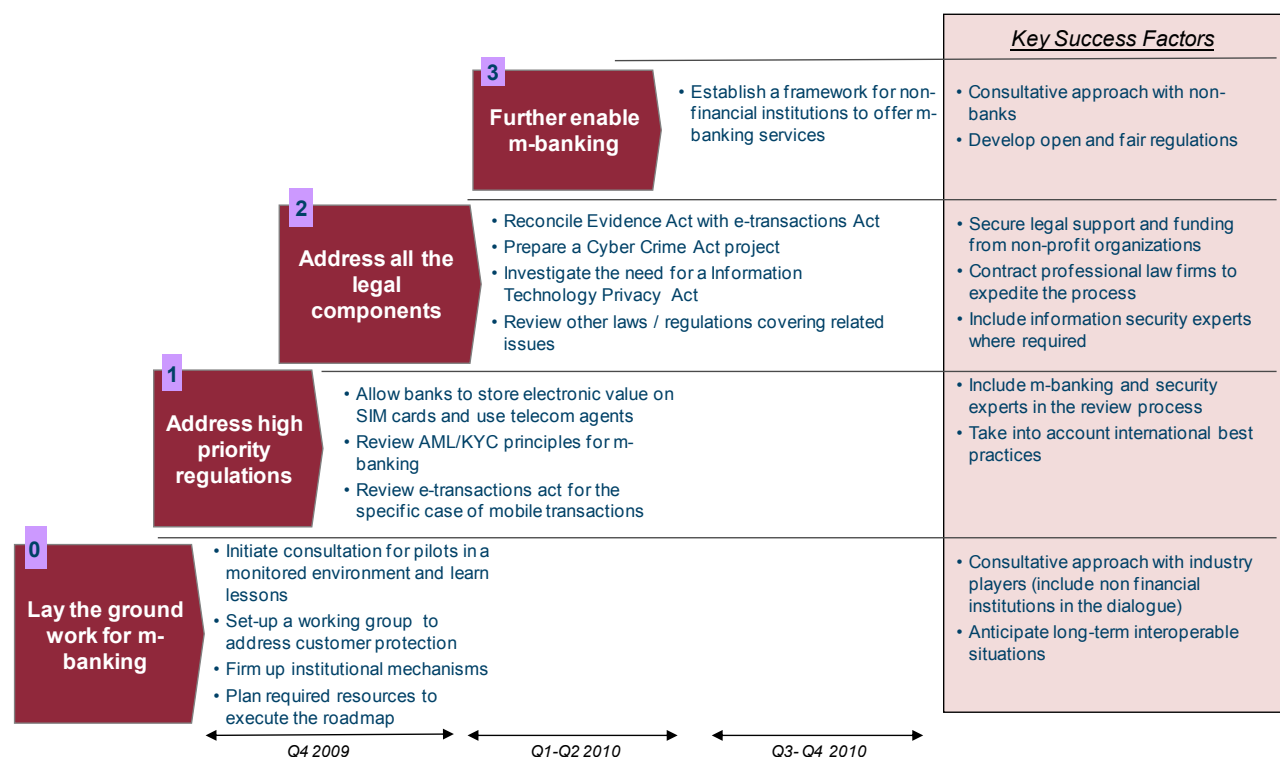 Key Success Factors
3
Further enable
m-banking
• Establish a framework for non-
financial institutions to offer m-
banking services
• Consultative approach with non-
banks
• Develop open and fair regulations
2
Address all the
legal
components
• Reconcile Evidence Act with e-transactions Act
• Prepare a Cyber Crime Act project
• Investigate the need for a Information
Technology Privacy Act
• Review other laws / regulations covering related
issues
• Secure legal support and funding
from non-profit organizations
• Contract professional law firms to
expedite the process
• Include information security experts
where required
1
Address high
priority
regulations
• Allow banks to store electronic value on
SIM cards and use telecom agents
• Review AML/KYC principles for m-
banking
• Review e-transactions act for the
specific case of mobile transactions
• Include m-banking and security
experts in the review process
• Take into account international best
practices
0
Lay the ground
work for m-
banking
• Initiate consultation for pilots in a
monitored environment and learn
lessons
• Set-up a working group to
address customer protection
• Firm up institutional mechanisms
• Plan required resources to
execute the roadmap
• Consultative approach with industry
players (include non financial
institutions in the dialogue)
• Anticipate long-term interoperable
situations
Q4 2009
Q1-Q2 2010
Q3- Q4 2010